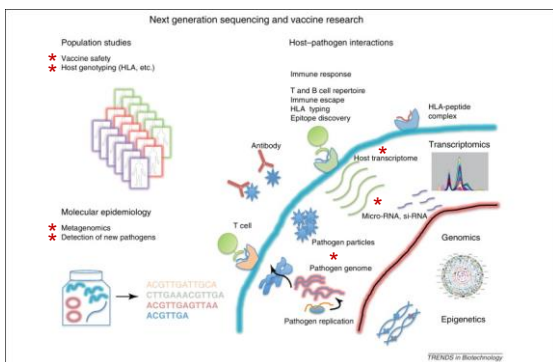 Next generation sequencing and vaccine research
Population studies
* Vaccine safety
* Host genotyping (HLA, etc.)
Host–pathogen interactions
Immune response
T and B cell repertoire
Immune escape
HLA typing
Epitope discovery
HLA-peptide
complex
Antibody
* Host transcriptome
Transcriptomics
* Micro-RNA, si-RNA
Molecular epidemiology
* Metagenomics
* Detection of new pathogens
T cell
Pathogen particles
* Pathogen genome
Pathogen replication
Genomics
Epigenetics
ACGTTGATTGCA
CTTGAAACGTTGA
ACGTTGAGTTAA
ACGTTGA
TRENDS in Biotechnology